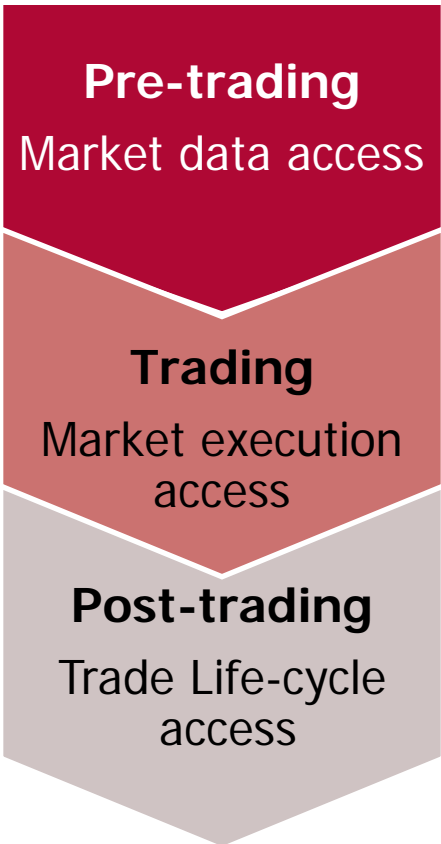 Pre-trading
Market data access
Trading
Market execution
access
Post-trading
Trade Life-cycle
access